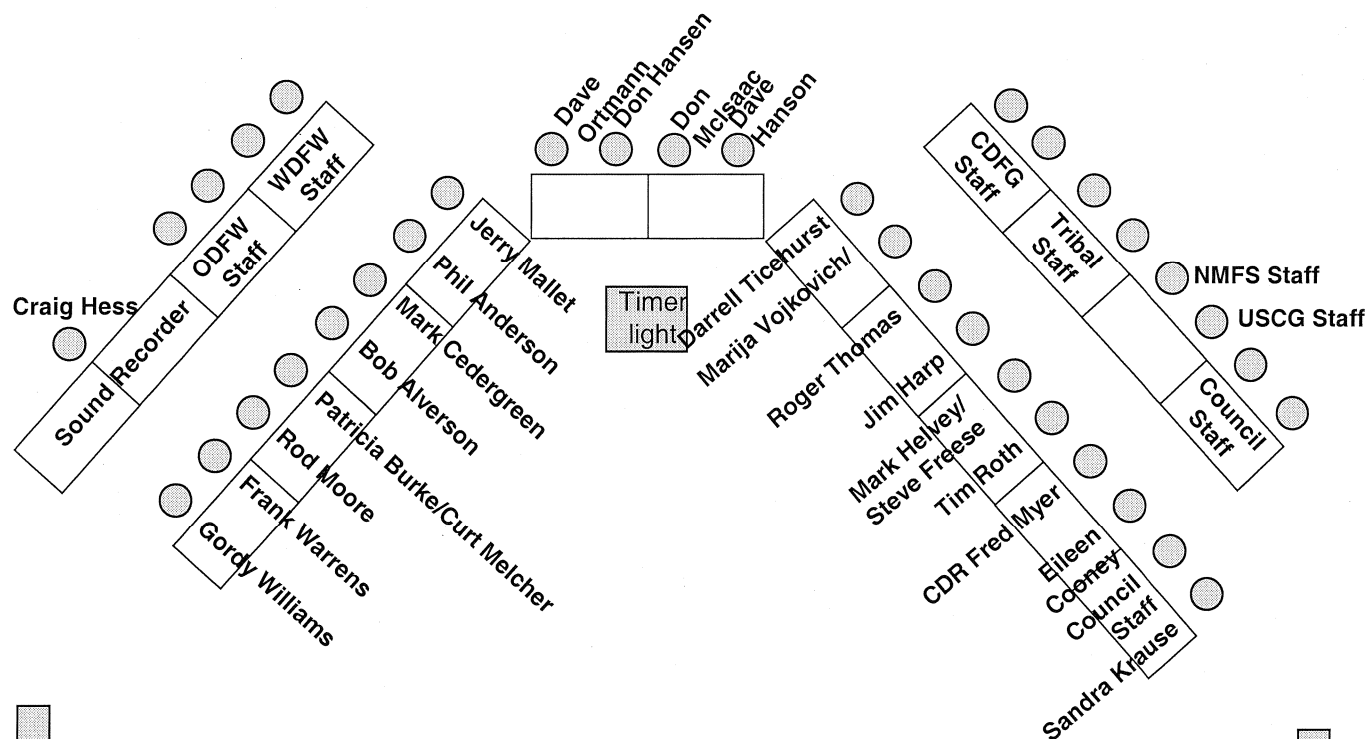 Dave
Ortmann
Don Hansen
Don
McIsaac
Dave
Hanson
WDFW
Staff
ODFW
Staff
Craig Hess
Sound Recorder
Jerry Mallet
Phil Anderson
Mark Cedergreen
Bob Alverson
Patricia Burke/Curt Melcher
Rod Moore
Frank Warrens
Gordy Williams
Timer
light
Darrell Ticehurst
Marija Vojkovich/
Roger Thomas
Jim Harp
Mark Helvey/
Steve Freese
Tim Roth
CDR Fred Myer
Eileen
Cooney
Council
Staff
Sandra Krause
CDFG
Staff
Tribal
Staff
NMFS Staff
USCG Staff
Council
Staff